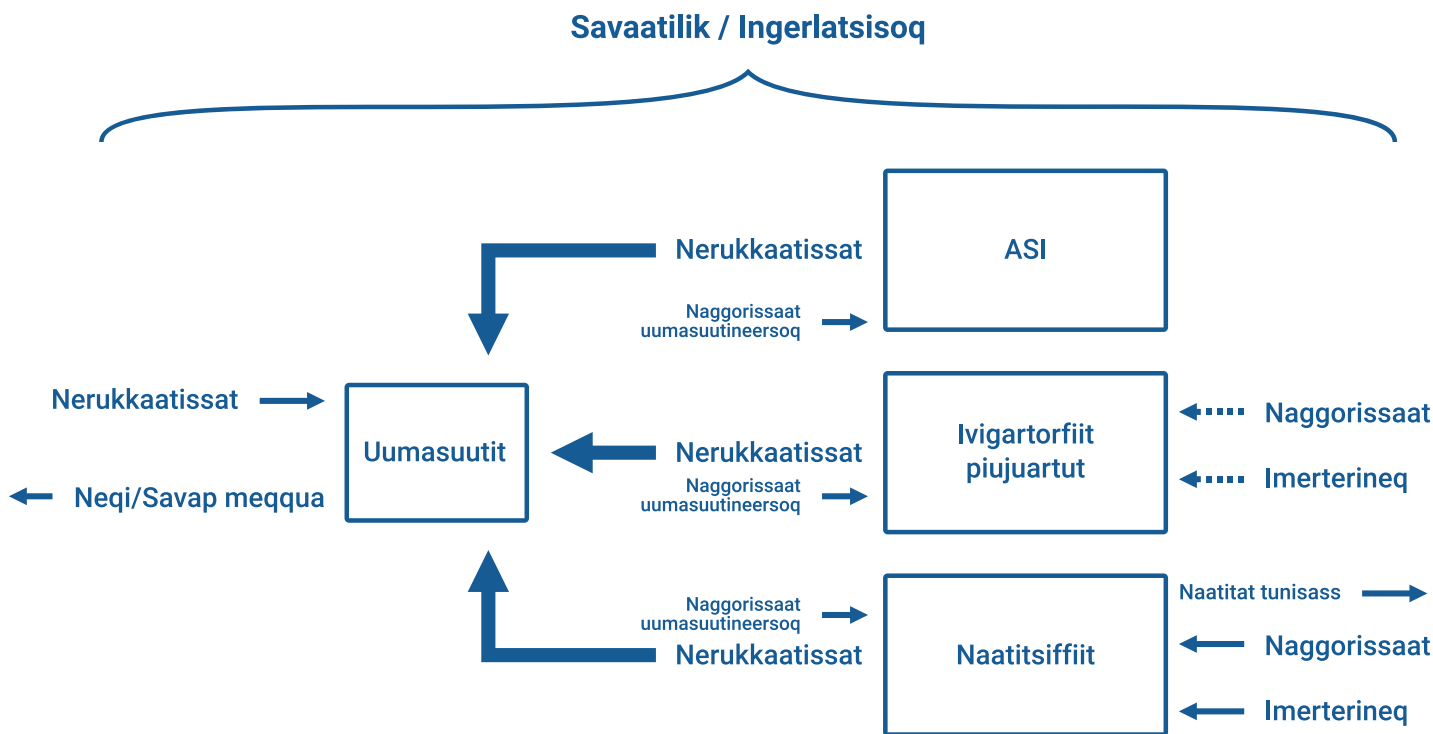 Savaatilik / Ingerlatsisoq
ASI
Nerukkaatissat
Naggorissaat
uumasuutineersoq
Nerukkaatissat
Uumasuutit
Neqi/Savap meqqua
Nerukkaatissat
Naggorissaat
uumasuutineersoq
Ivigartorfiit
piujuartut
Naggorissaat
Imerterineq
Naggorissaat
uumasuutineersoq
Nerukkaatissat
Naatitsiffiit
Naatitat tunisass
Naggorissaat
Imerterineq